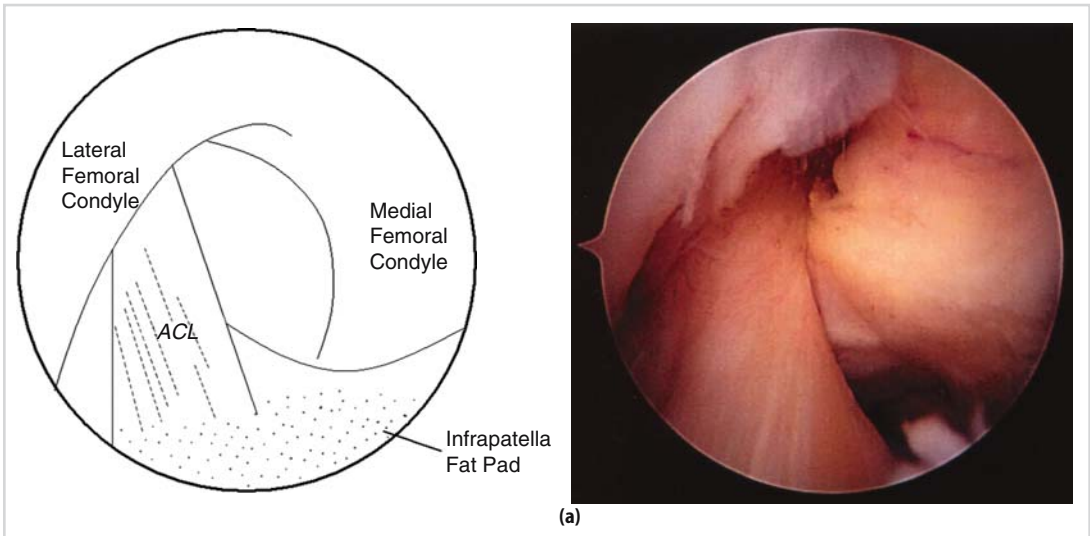 Lateral
Femoral
Condyle
Medial
Femoral
Condyle
ACL
Infrapatella
Fat Pad
(a)